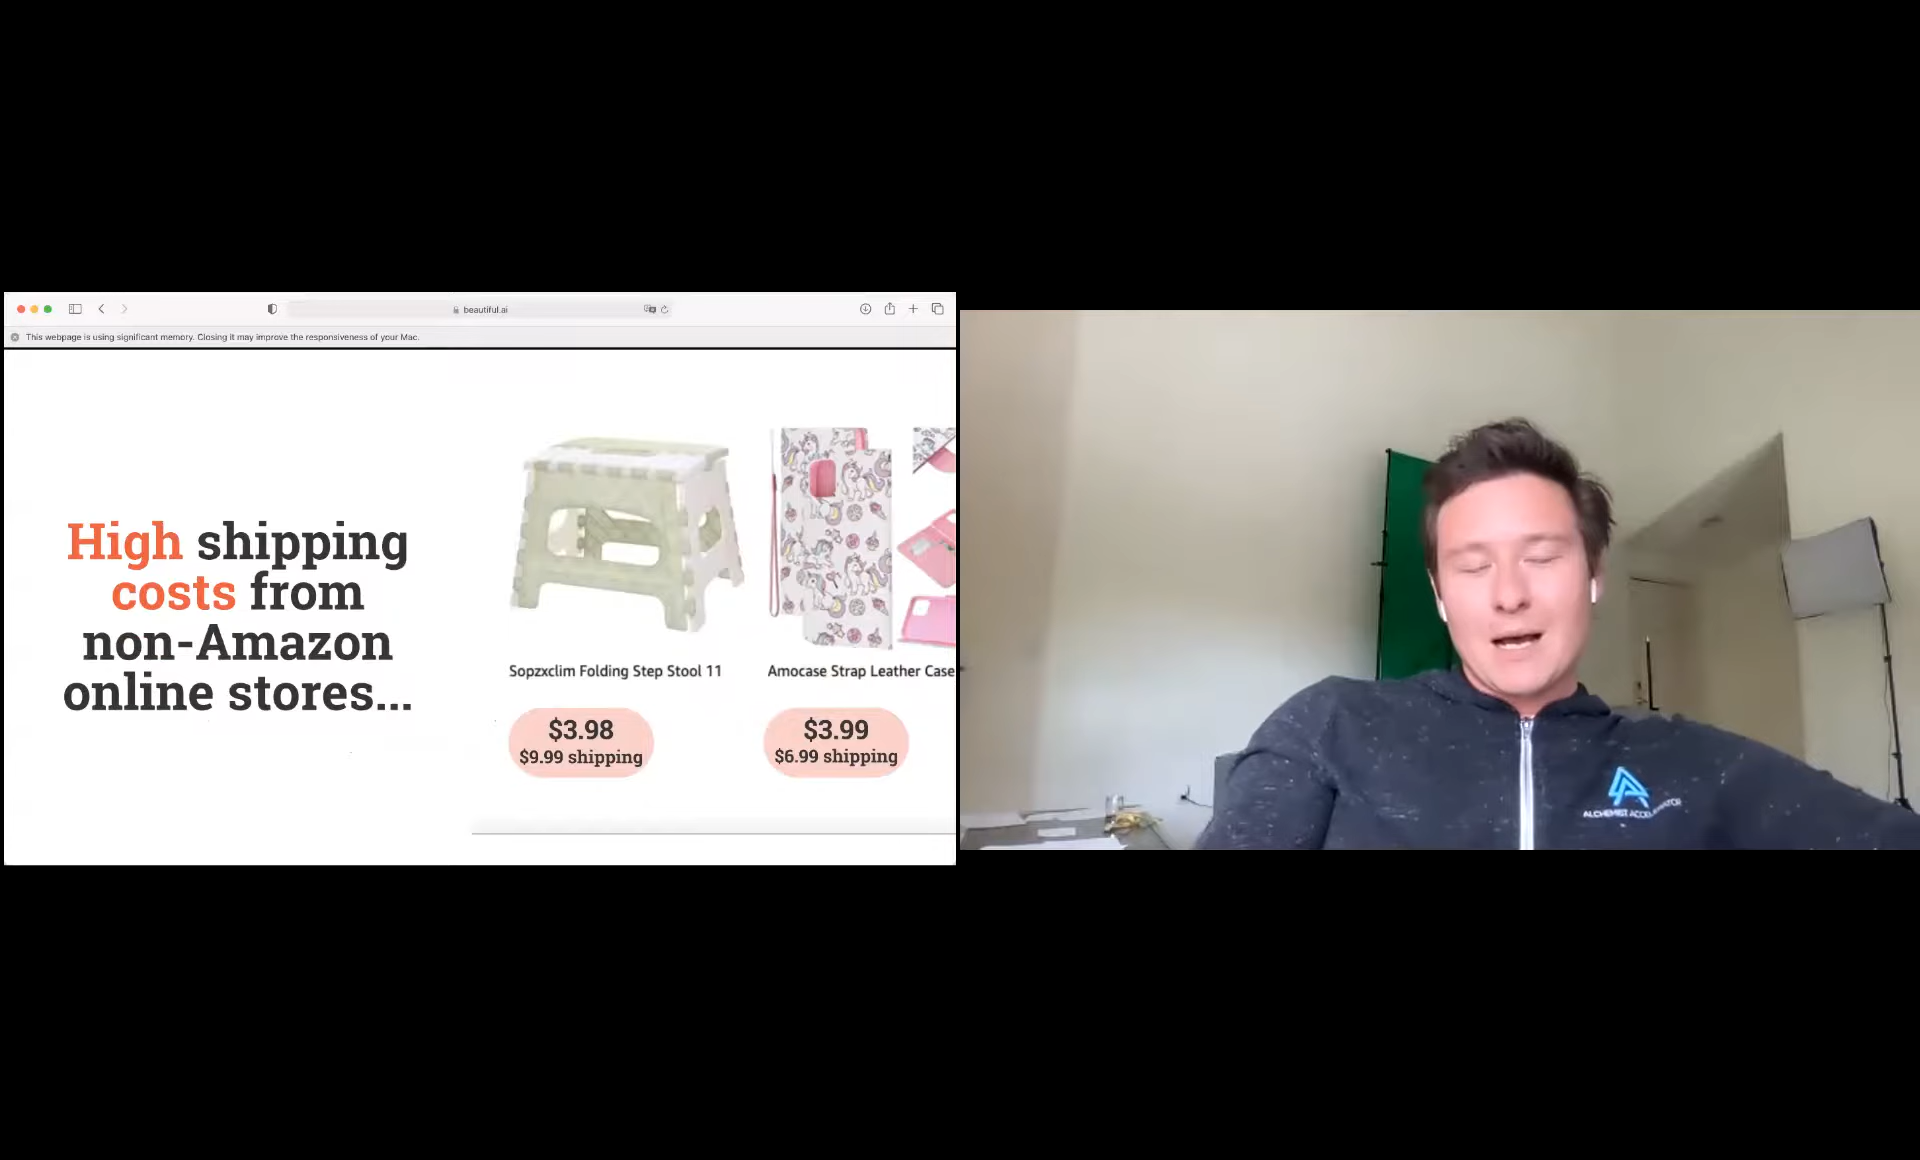 beautiful.ai
This webpage is using significant memory. Closing it may improve the responsiveness of your Mac.
High shipping
costs from
non-Amazon
online stores...
Sopzxclim Folding Step Stool 11
$3.98
$9.99 shipping
Amocase Strap Leather Case
$3.99
$6.99 shipping
ALCHEMIST ACCELERATOR